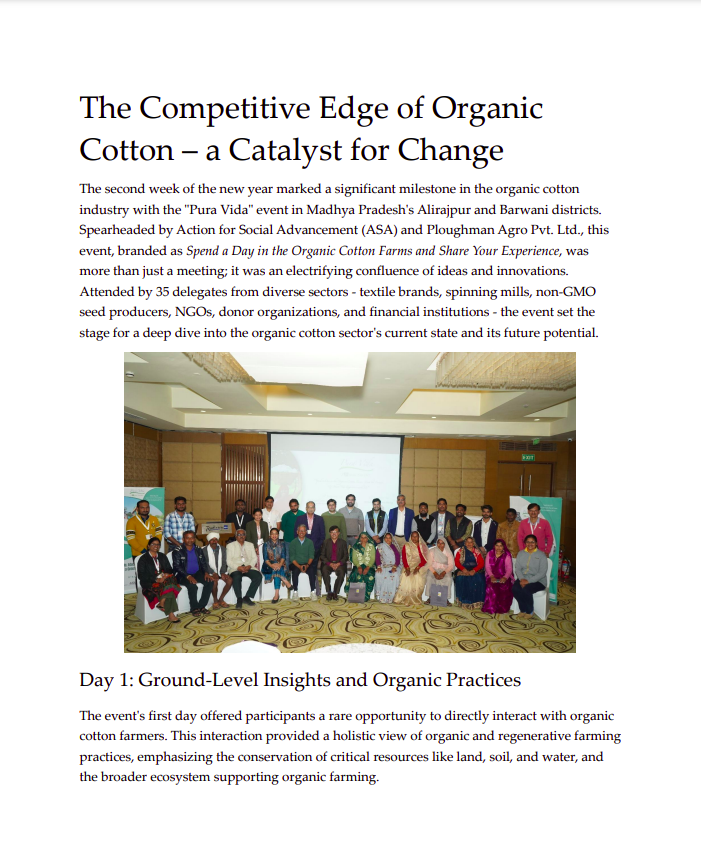 The Competitive Edge of Organic
Cotton – a Catalyst for Change
The second week of the new year marked a significant milestone in the organic cotton
industry with the "Pura Vida" event in Madhya Pradesh's Alirajpur and Barwani districts.
Spearheaded by Action for Social Advancement (ASA) and Ploughman Agro Pvt. Ltd., this
event, branded as Spend a Day in the Organic Cotton Farms and Share Your Experience, was
more than just a meeting; it was an electrifying confluence of ideas and innovations.
Attended by 35 delegates from diverse sectors - textile brands, spinning mills, non-GMO
seed producers, NGOs, donor organizations, and financial institutions - the event set the
stage for a deep dive into the organic cotton sector's current state and its future potential.
EXIT
Day 1: Ground-Level Insights and Organic Practices
The event's first day offered participants a rare opportunity to directly interact with organic
cotton farmers. This interaction provided a holistic view of organic and regenerative farming
practices, emphasizing the conservation of critical resources like land, soil, and water, and
the broader ecosystem supporting organic farming.